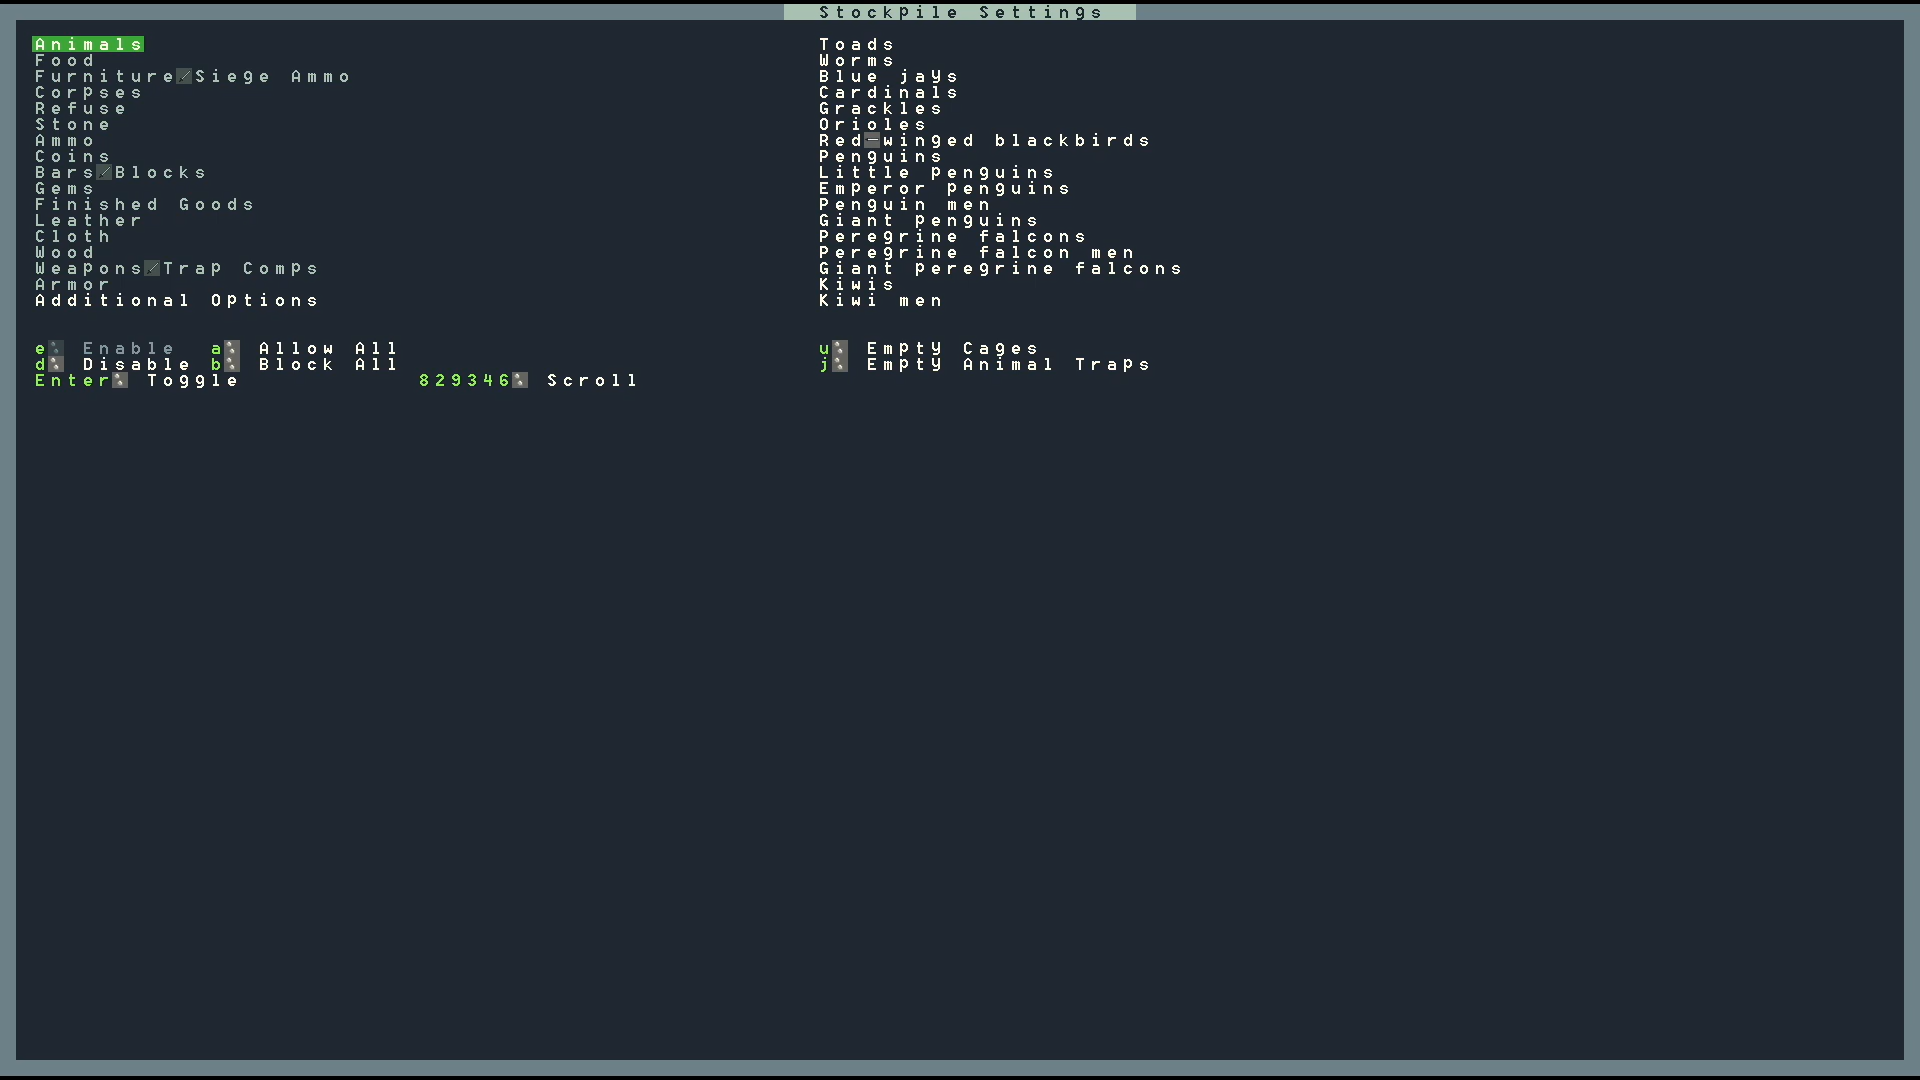 Stockpile Settings
Animals
Food
Furniture/Siege Ammo
Corpses
Refuse
Stone
Ammo
Coins
Bars/Blocks
Gems
Finished Goods
Leather
Cloth
Wood
Weapons/Trap Comps
Armor
Additional Options
Toads
Worms
Blue jays
Cardinals
Grackles
Orioles
Red-winged blackbirds
Penguins
Little penguins
Emperor penguins
Penguin men
Giant penguins
Peregrine falcons
Peregrine falcon men
Giant peregrine falcons
Kiwis
Kiwi men
e: Enable a: Allow All
d: Disable b: Block All
Enter: Toggle 829346: Scroll
u: Empty Cages
j: Empty Animal Traps